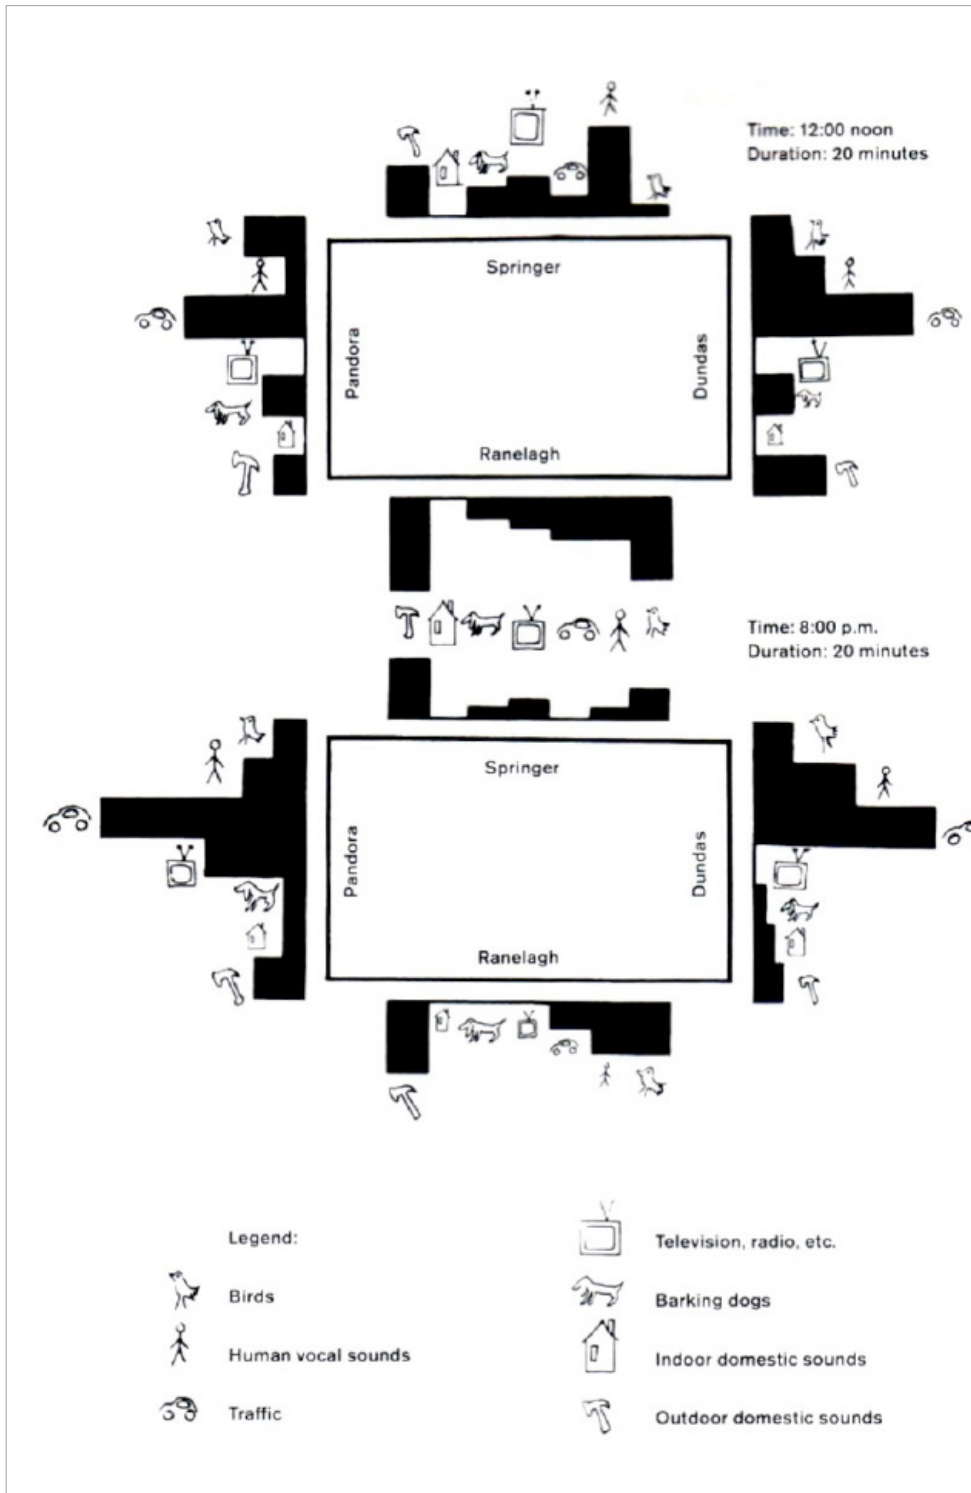 Time: 12:00 noon
Duration: 20 minutes
Springer
Pandora
Dundas
Ranelagh
Time: 8:00 p.m.
Duration: 20 minutes
Springer
Pandora
Dundas
Ranelagh
Legend:
Birds
Human vocal sounds
Traffic
Television, radio, etc.
Barking dogs
Indoor domestic sounds
Outdoor domestic sounds